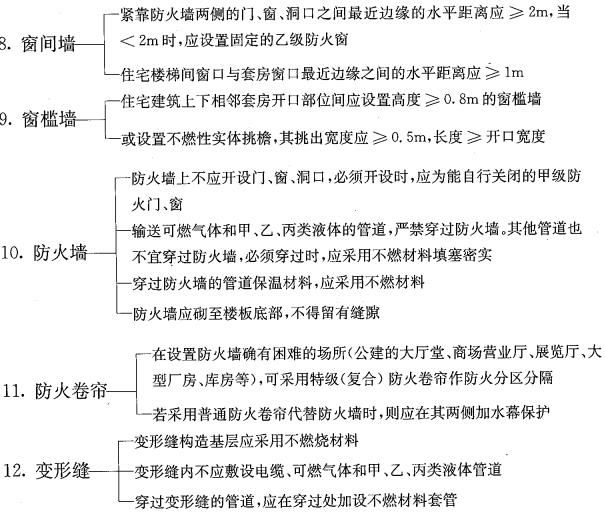 8. 窗间墙
紧靠防火墙两侧的门、窗、洞口之间最近边缘的水平距离应≥2m,当
<2m时,应设置固定的乙级防火窗
住宅楼梯间窗口与套房窗口最近边缘之间的水平距离应≥1m
9. 窗槛墙
住宅建筑上下相邻套房开口部位间应设置高度≥0.8m的窗槛墙
或设置不燃性实体挑檐,其挑出宽度应≥0.5m,长度≥开口宽度
10. 防火墙
防火墙上不应开设门、窗、洞口,必须开设时,应为能自行关闭的甲级防
火门、窗
输送可燃气体和甲、乙、丙类液体的管道,严禁穿过防火墙。其他管道也
不宜穿过防火墙,必须穿过时,应采用不燃材料填塞密实
穿过防火墙的管道保温材料,应采用不燃材料
防火墙应砌至楼板底部,不得留有缝隙
11. 防火卷帘
在设置防火墙确有困难的场所(公建的大厅堂、商场营业厅、展览厅、大
型厂房、库房等),可采用特级(复合)防火卷帘作防火分区分隔
若采用普通防火卷帘代替防火墙时,则应在其两侧加水幕保护
12. 变形缝
变形缝构造基层应采用不燃烧材料
变形缝内不应敷设电缆、可燃气体和甲、乙、丙类液体管道
穿过变形缝的管道,应在穿过处加设不燃材料套管